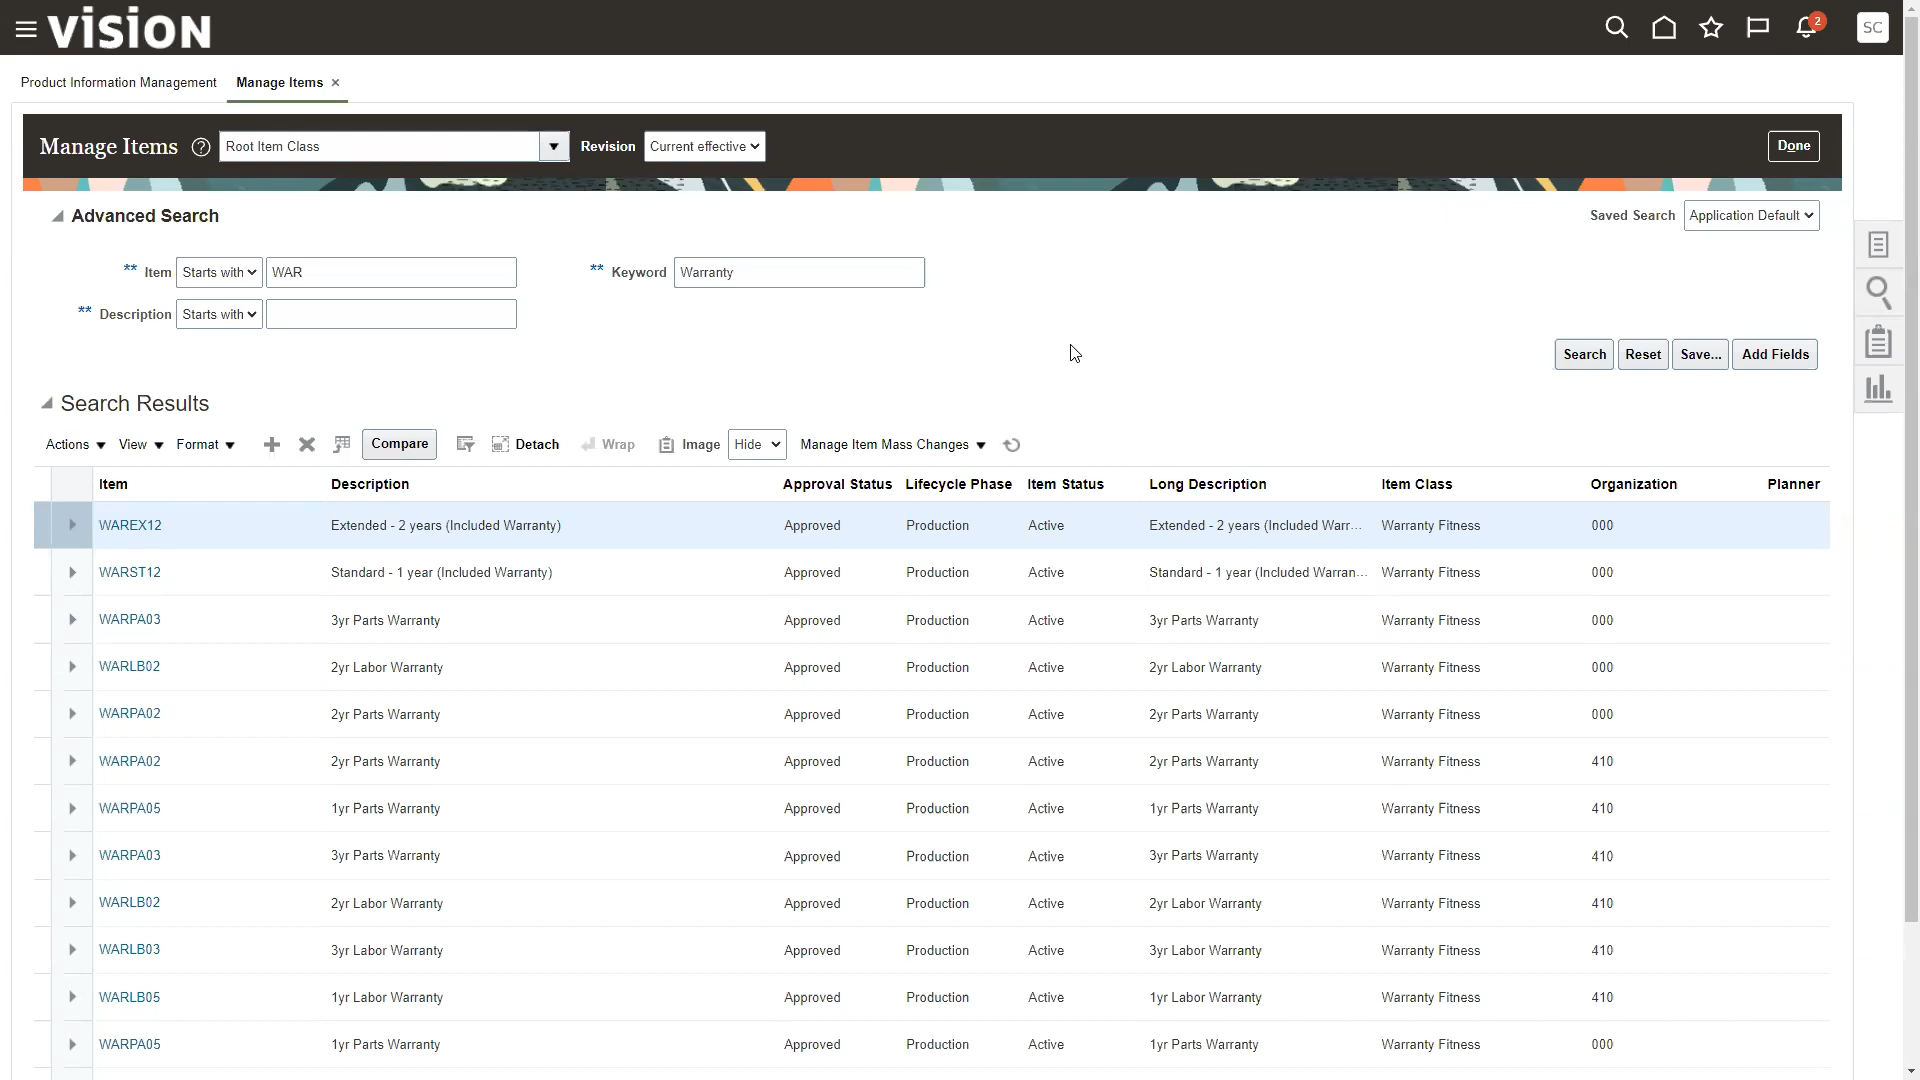 vision 2 SC
Product Information Management Manage Items ×
Manage Items ? Root Item Class Revision Current effective Done
Advanced Search Saved Search Application Default
** Item Starts with WAR ** Keyword Warranty
** Description Starts with
Search Reset Save... Add Fields
Search Results
Actions View Format Compare Detach Wrap Image Hide Manage Item Mass Changes
Item Description Approval Status Lifecycle Phase Item Status Long Description Item Class Organization Planner
WAREX12 Extended - 2 years (Included Warranty) Approved Production Active Extended - 2 years (Included Warr... Warranty Fitness 000
WARST12 Standard - 1 year (Included Warranty) Approved Production Active Standard - 1 year (Included Warran... Warranty Fitness 000
WARPA03 3yr Parts Warranty Approved Production Active 3yr Parts Warranty Warranty Fitness 000
WARLB02 2yr Labor Warranty Approved Production Active 2yr Labor Warranty Warranty Fitness 000
WARPA02 2yr Parts Warranty Approved Production Active 2yr Parts Warranty Warranty Fitness 000
WARPA02 2yr Parts Warranty Approved Production Active 2yr Parts Warranty Warranty Fitness 410
WARPA05 1yr Parts Warranty Approved Production Active 1yr Parts Warranty Warranty Fitness 410
WARPA03 3yr Parts Warranty Approved Production Active 3yr Parts Warranty Warranty Fitness 410
WARLB02 2yr Labor Warranty Approved Production Active 2yr Labor Warranty Warranty Fitness 410
WARLB03 3yr Labor Warranty Approved Production Active 3yr Labor Warranty Warranty Fitness 410
WARLB05 1yr Labor Warranty Approved Production Active 1yr Labor Warranty Warranty Fitness 410
WARPA05 1yr Parts Warranty Approved Production Active 1yr Parts Warranty Warranty Fitness 000